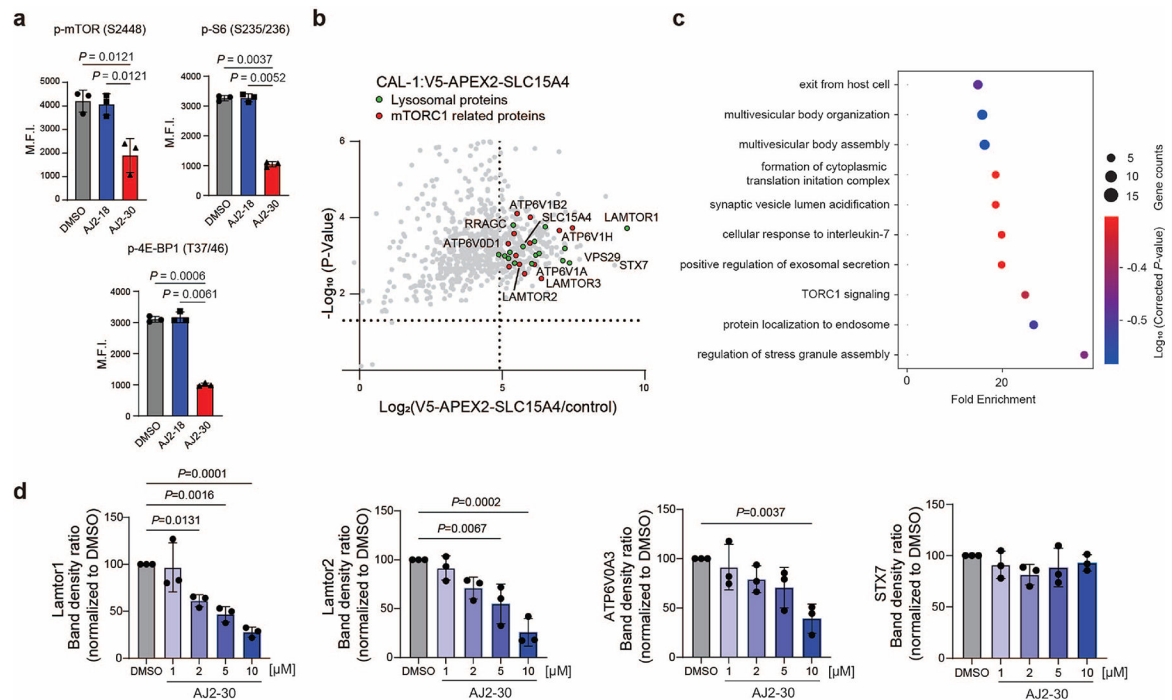 a
p-mTOR (S2448)
P = 0.0121
P = 0.0121
5000
4000
3000
2000
1000
0
M.F.I.
DMSO
AJ2-18
AJ2-30
p-S6 (S235/236)
P = 0.0037
P = 0.0052
5000
4000
3000
2000
1000
0
M.F.I.
DMSO
AJ2-18
AJ2-30
p-4E-BP1 (T37/46)
P = 0.0006
P = 0.0061
4000
3000
2000
1000
0
M.F.I.
DMSO
AJ2-18
AJ2-30
b
CAL-1:V5-APEX2-SLC15A4
Lysosomal proteins
mTORC1 related proteins
6
4
2
-Log₁₀ (P-Value)
ATP6V1B2
SLC15A4
LAMTOR1
RRAGC
ATP6V0D1
ATP6V1H
VPS29
STX7
ATP6V1A
LAMTOR3
LAMTOR2
0
5
10
Log₂(V5-APEX2-SLC15A4/control)
c
exit from host cell
multivesicular body organization
multivesicular body assembly
formation of cytoplasmic
translation initation complex
synaptic vesicle lumen acidification
cellular response to interleukin-7
positive regulation of exosomal secretion
TORC1 signaling
protein localization to endosome
regulation of stress granule assembly
0
20
Fold Enrichment
5
10
15
Gene counts
-0.4
-0.5
Log₁₀ (Corrected P-value)
d
P=0.0001
P=0.0016
P=0.0131
150
100
50
0
Lamtor1
Band density ratio
(normalized to DMSO)
DMSO 1 2 5 10 [µM]
AJ2-30
P=0.0002
P=0.0067
150
100
50
0
Lamtor2
Band density ratio
(normalized to DMSO)
DMSO 1 2 5 10 [µM]
AJ2-30
P=0.0037
150
100
50
0
ATP6V0A3
Band density ratio
(normalized to DMSO)
DMSO 1 2 5 10 [µM]
AJ2-30
150
100
50
0
STX7
Band density ratio
(normalized to DMSO)
DMSO 1 2 5 10 [µM]
AJ2-30